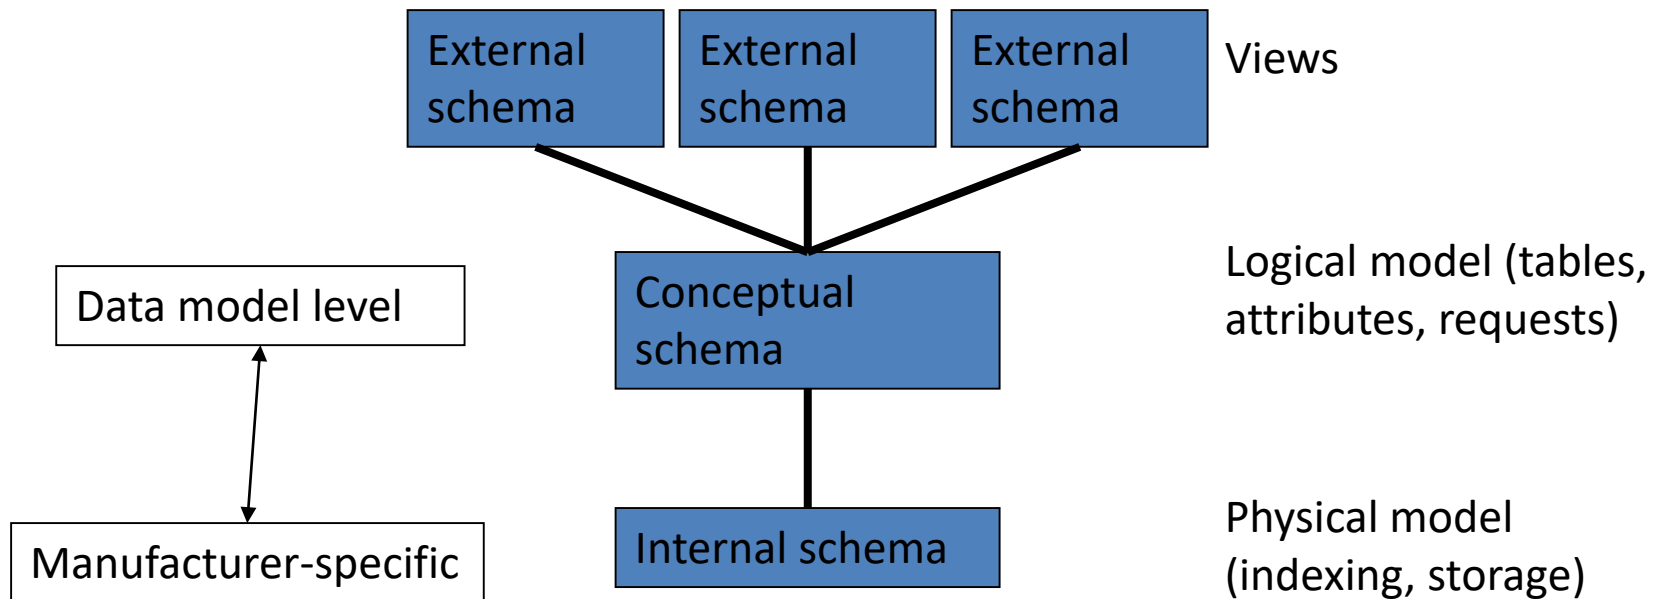 External
schema
External
schema
External
schema
Views
Data model level
Conceptual
schema
Logical model (tables,
attributes, requests)
Manufacturer-specific
Internal schema
Physical model
(indexing, storage)